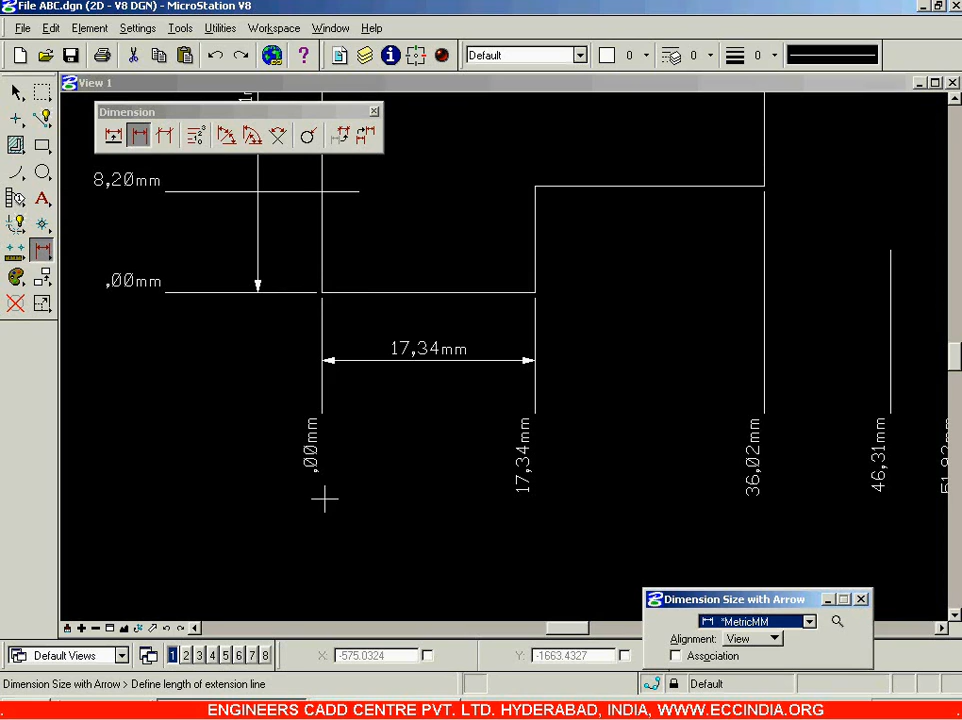 File ABC.dgn (2D - V8 DGN) - MicroStation V8
File Edit Element Settings Tools Utilities Workspace Window Help
Default 0 0 0
View 1
Dimension
8,20mm
,00mm
17,34mm
,00mm
17,34mm
36,02mm
46,31mm
Dimension Size with Arrow
*MetricMM
Alignment: View
Association
Default Views 1 2 3 4 5 6 7 8 X: -575.0324 Y: -1663.4327
Dimension Size with Arrow > Define length of extension line Default
ENGINEERS CADD CENTRE PVT. LTD. HYDERABAD, INDIA, WWW.ECCINDIA.ORG